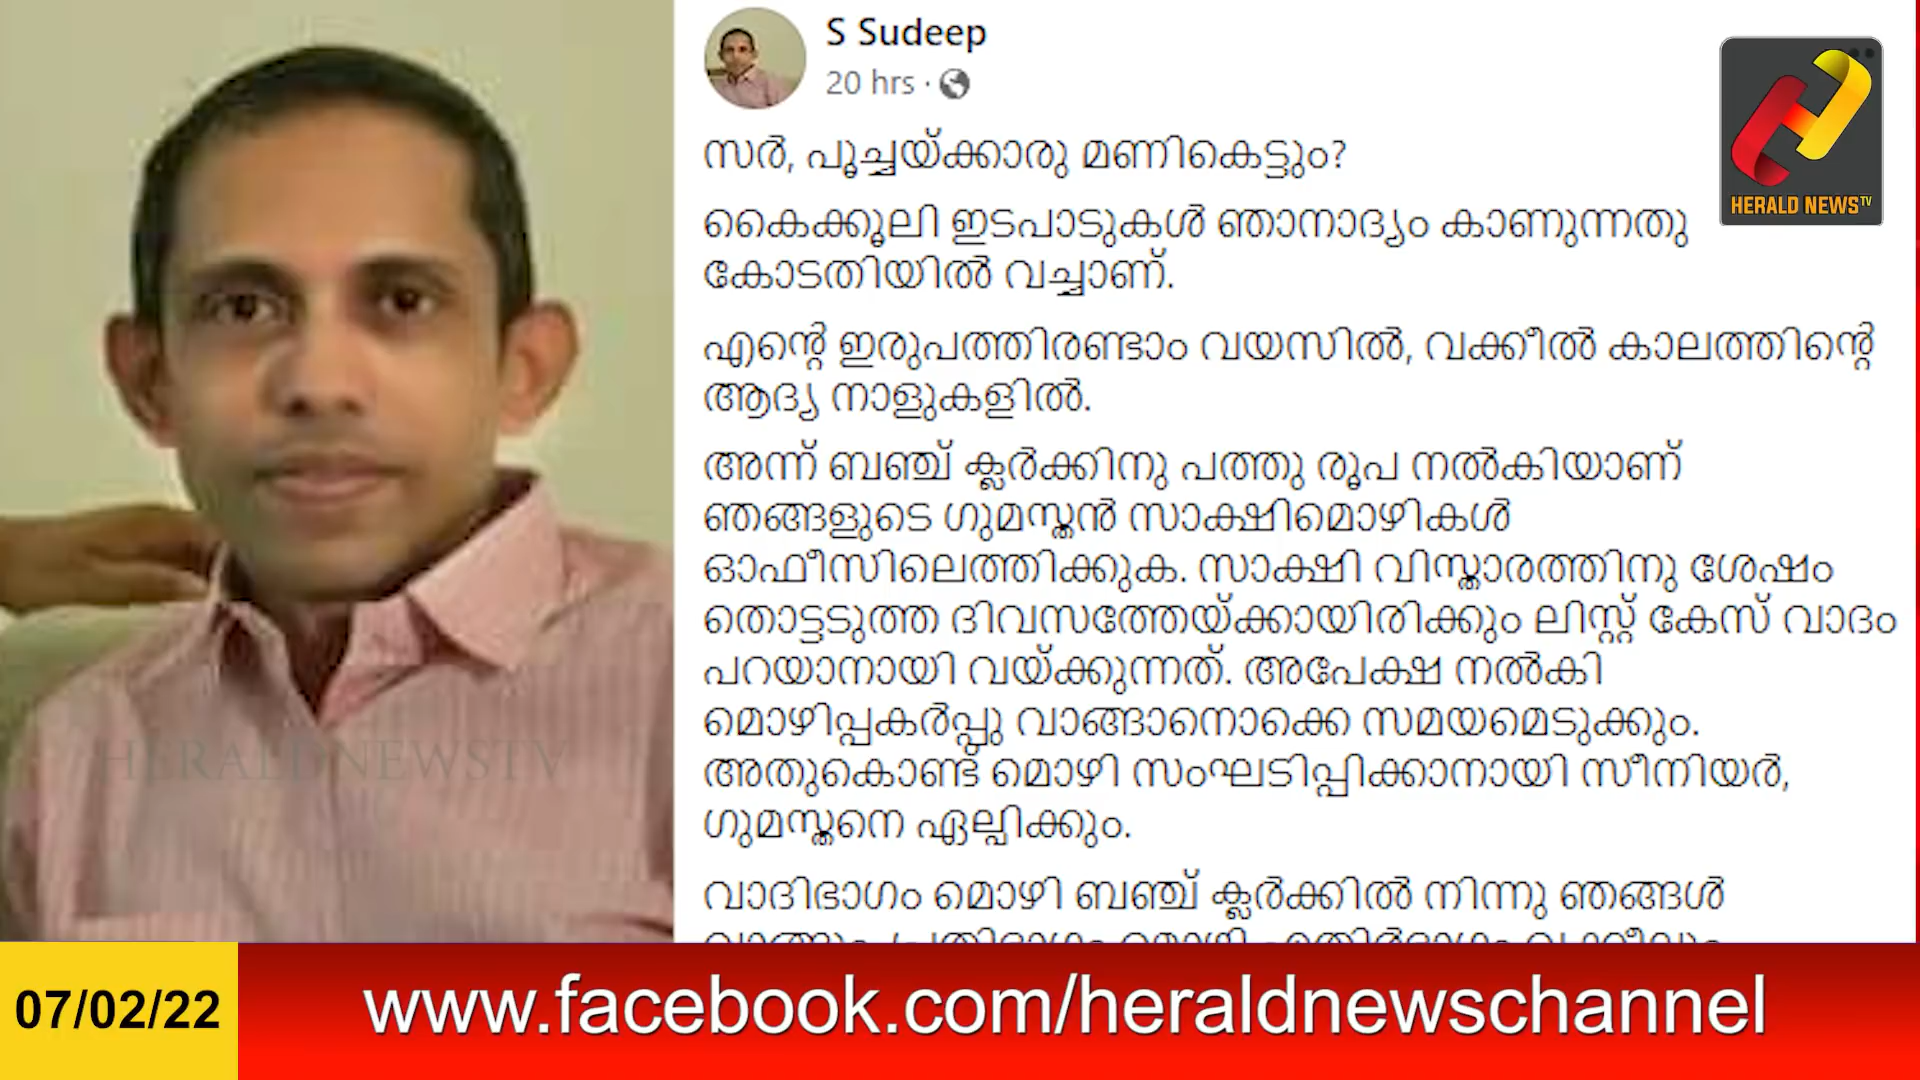 S Sudeep
20 hrs ·
സർ, പൂച്ചയ്ക്കാരു മണികെട്ടും?
കൈക്കൂലി ഇടപാടുകൾ ഞാനാദ്യം കാണുന്നതു
കോടതിയിൽ വച്ചാണ്.
എന്റെ ഇരുപത്തിരണ്ടാം വയസിൽ, വക്കീൽ കാലത്തിന്റെ
ആദ്യ നാളുകളിൽ.
അന്ന് ബഞ്ച് ക്ലർക്കിനു പത്തു രൂപ നൽകിയാണ്
ഞങ്ങളുടെ ഗുമസ്തൻ സാക്ഷിമൊഴികൾ
ഓഫീസിലെത്തിക്കുക. സാക്ഷി വിസ്താരത്തിനു ശേഷം
തൊട്ടടുത്ത ദിവസത്തേയ്ക്കായിരിക്കും ലിസ്റ്റ് കേസ് വാദം
പറയാനായി വയ്ക്കുന്നത്. അപേക്ഷ നൽകി
മൊഴിപ്പകർപ്പു വാങ്ങാനൊക്കെ സമയമെടുക്കും.
അതുകൊണ്ട് മൊഴി സംഘടിപ്പിക്കാനായി സീനിയർ,
ഗുമസ്തനെ ഏല്പിക്കും.
വാദിഭാഗം മൊഴി ബഞ്ച് ക്ലർക്കിൽ നിന്നു ഞങ്ങൾ
HERALD NEWS TV
HERALD NEWSTV
07/02/22
www.facebook.com/heraldnewschannel